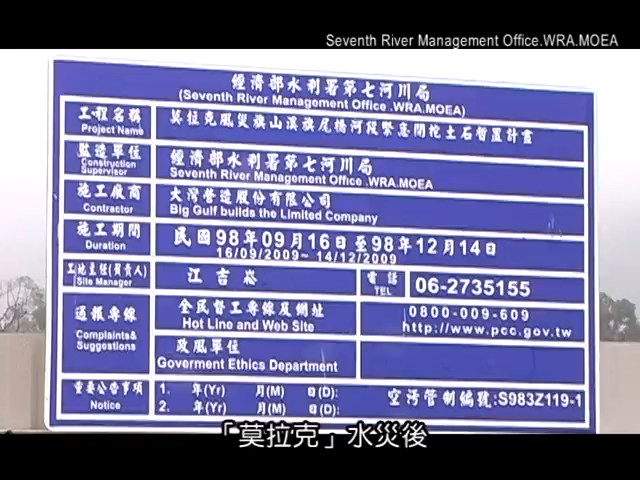 Seventh River Management Office.WRA.MOEA
經濟部水利署第七河川局
(Seventh River Management Office .WRA.MOEA)
工程名稱 莫拉克風災旗山溪旗尾橋河段緊急開挖土石暫置計畫
Project Name
監造單位 經濟部水利署第七河川局
Construction Supervisor Seventh River Management Office .WRA.MOEA
施工廠商 大灣營造股份有限公司
Contractor Big Gulf builds the Limited Company
施工期間 民國98年09月16日至98年12月14日
Duration 16/09/2009~ 14/12/2009
工地主任(負責人) 江吉崧 電話 06-2735155
Site Manager TEL
通報專線 全民督工專線及網址 0800-009-609
Complaints& Suggestions Hot Line and Web Site http://www.pcc.gov.tw
政風單位
Goverment Ethics Department
重要公告事項 1. 年(Yr) 月(M) 日(D): 空污管制編號:S983Z119-1
Notice 2. 年(Yr) 月(M) 日(D):
「莫拉克」水災後